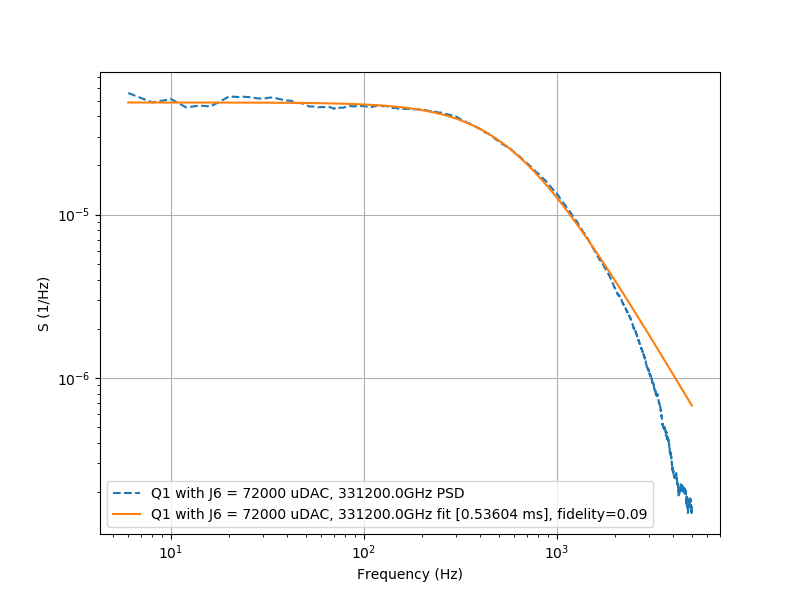 10⁻⁵
10⁻⁶
S (1/Hz)
Q1 with J6 = 72000 uDAC, 331200.0GHz PSD
Q1 with J6 = 72000 uDAC, 331200.0GHz fit [0.53604 ms], fidelity=0.09
10¹
10²
10³
Frequency (Hz)